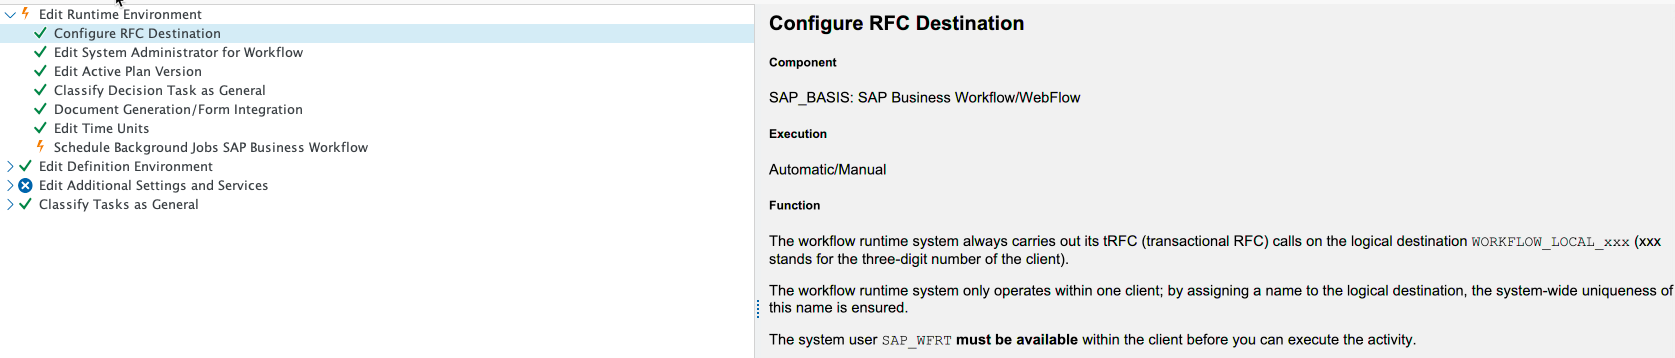 Edit Runtime Environment
Configure RFC Destination
Edit System Administrator for Workflow
Edit Active Plan Version
Classify Decision Task as General
Document Generation/Form Integration
Edit Time Units
Schedule Background Jobs SAP Business Workflow
Edit Definition Environment
Edit Additional Settings and Services
Classify Tasks as General
Configure RFC Destination
Component
SAP_BASIS: SAP Business Workflow/WebFlow
Execution
Automatic/Manual
Function
The workflow runtime system always carries out its tRFC (transactional RFC) calls on the logical destination WORKFLOW_LOCAL_xxx (xxx
stands for the three-digit number of the client).
The workflow runtime system only operates within one client; by assigning a name to the logical destination, the system-wide uniqueness of
this name is ensured.
The system user SAP_WFRT must be available within the client before you can execute the activity.